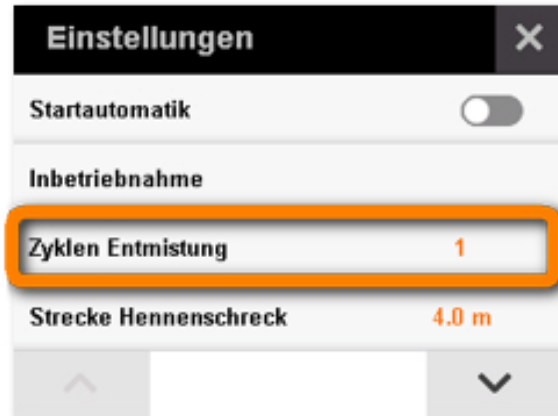 Einstellungen
Startautomatik
Inbetriebnahme
Zyklen Entmistung 1
Strecke Hennenschreck 4.0 m